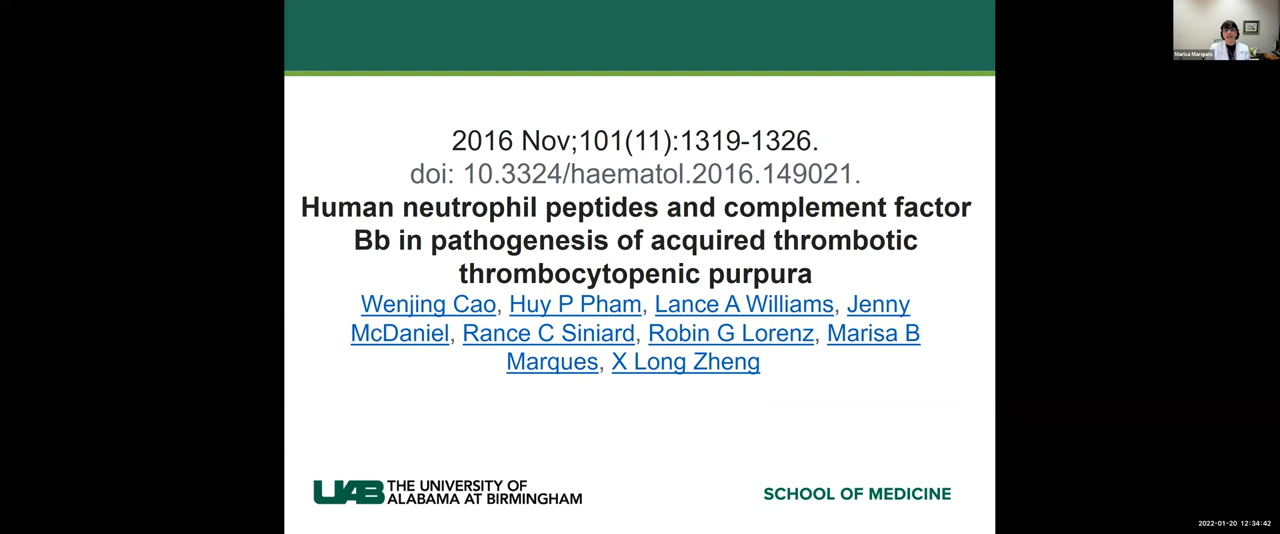 Marisa Marques
2016 Nov;101(11):1319-1326.
doi: 10.3324/haematol.2016.149021.
Human neutrophil peptides and complement factor
Bb in pathogenesis of acquired thrombotic
thrombocytopenic purpura
Wenjing Cao, Huy P Pham, Lance A Williams, Jenny
McDaniel, Rance C Siniard, Robin G Lorenz, Marisa B
Marques, X Long Zheng
UAB THE UNIVERSITY OF
ALABAMA AT BIRMINGHAM
SCHOOL OF MEDICINE
2022-01-20 12:34:42